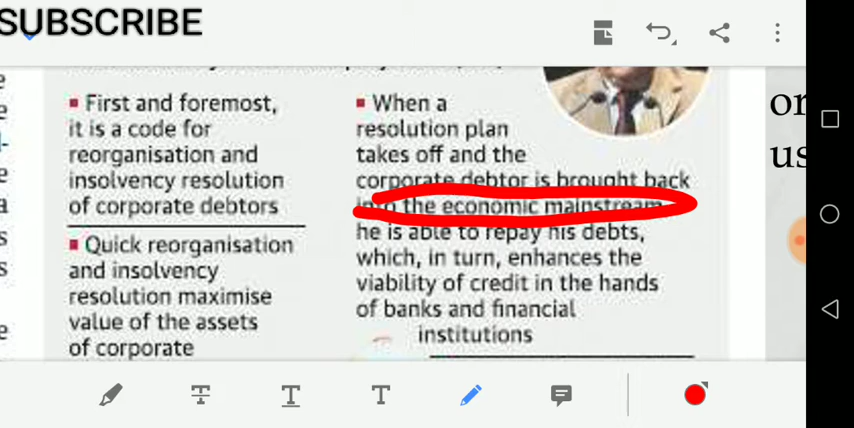 SUBSCRIBE
▪ First and foremost,
it is a code for
reorganisation and
insolvency resolution
of corporate debtors
▪ Quick reorganisation
and insolvency
resolution maximise
value of the assets
of corporate
▪ When a
resolution plan
takes off and the
corporate debtor is brought back
into the economic mainstream
he is able to repay his debts,
which, in turn, enhances the
viability of credit in the hands
of banks and financial
institutions
or
us
T
T
T